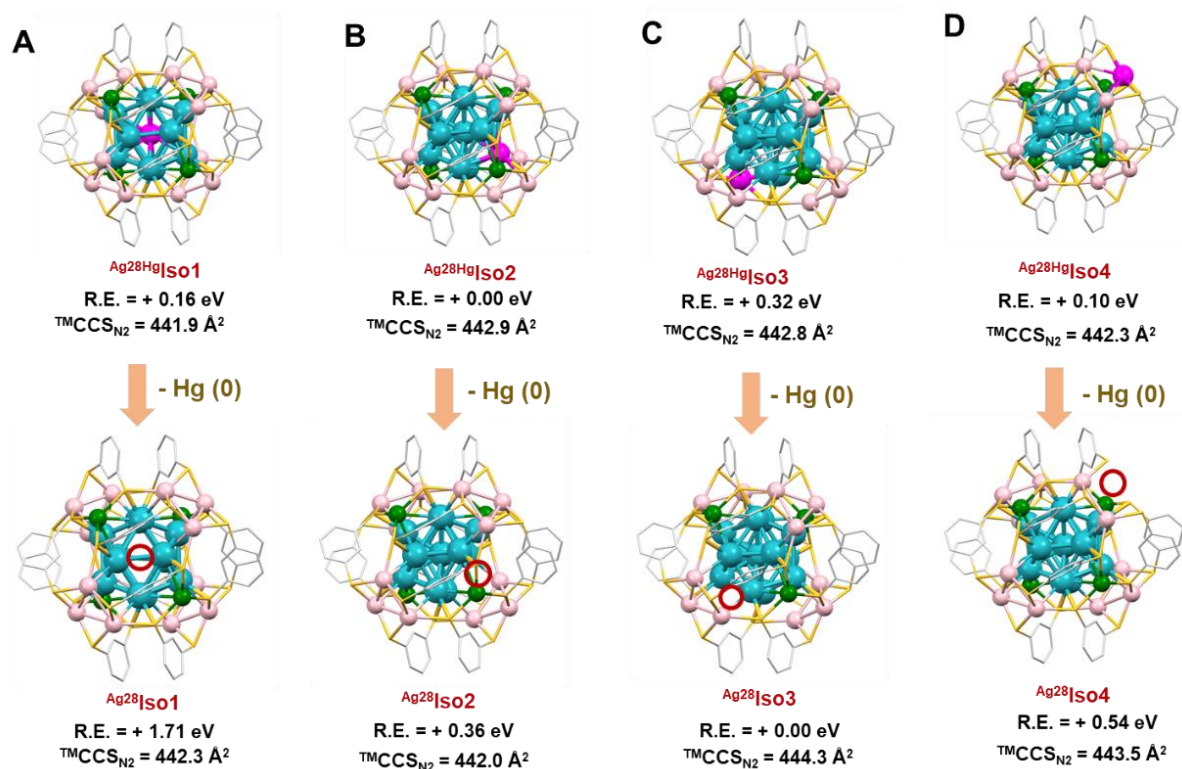 A
B
C
D
Ag28HgIso1
R.E. = + 0.16 eV
TMCCSN2 = 441.9 Å2
Ag28HgIso2
R.E. = + 0.00 eV
TMCCSN2 = 442.9 Å2
Ag28HgIso3
R.E. = + 0.32 eV
TMCCSN2 = 442.8 Å2
Ag28HgIso4
R.E. = + 0.10 eV
TMCCSN2 = 442.3 Å2
- Hg (0)
- Hg (0)
- Hg (0)
- Hg (0)
Ag28Iso1
R.E. = + 1.71 eV
TMCCSN2 = 442.3 Å2
Ag28Iso2
R.E. = + 0.36 eV
TMCCSN2 = 442.0 Å2
Ag28Iso3
R.E. = + 0.00 eV
TMCCSN2 = 444.3 Å2
Ag28Iso4
R.E. = + 0.54 eV
TMCCSN2 = 443.5 Å2